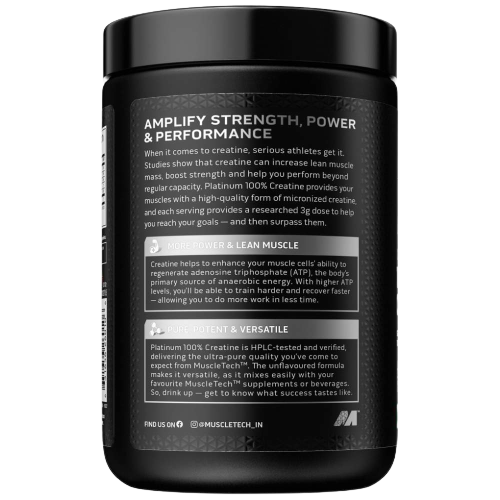 AMPLIFY STRENGTH, POWER
& PERFORMANCE
When it comes to creatine, serious athletes get it.
Studies show that creatine can increase lean muscle
mass, boost strength and help you perform beyond
regular capacity. Platinum 100% Creatine provides your
muscles with a high-quality form of micronized creatine,
and each serving provides a researched 3g dose to help
you reach your goals — and then surpass them.
MORE POWER & LEAN MUSCLE
Creatine helps to enhance your muscle cells' ability to
regenerate adenosine triphosphate (ATP), the body's
primary source of anaerobic energy. With higher ATP
levels, you'll be able to train harder and recover faster
— allowing you to do more work in less time.
& VERSATILE
Platinum 100% Creatine is HPLC-tested and verified,
delivering the ultra-pure quality you've come to
expect from MuscleTech™. The unflavoured formula
makes it versatile, as it mixes easily with your
favourite MuscleTech™ supplements or beverages.
So, drink up — get to know what success tastes like.
FIND US ON @MUSCLETECH_IN